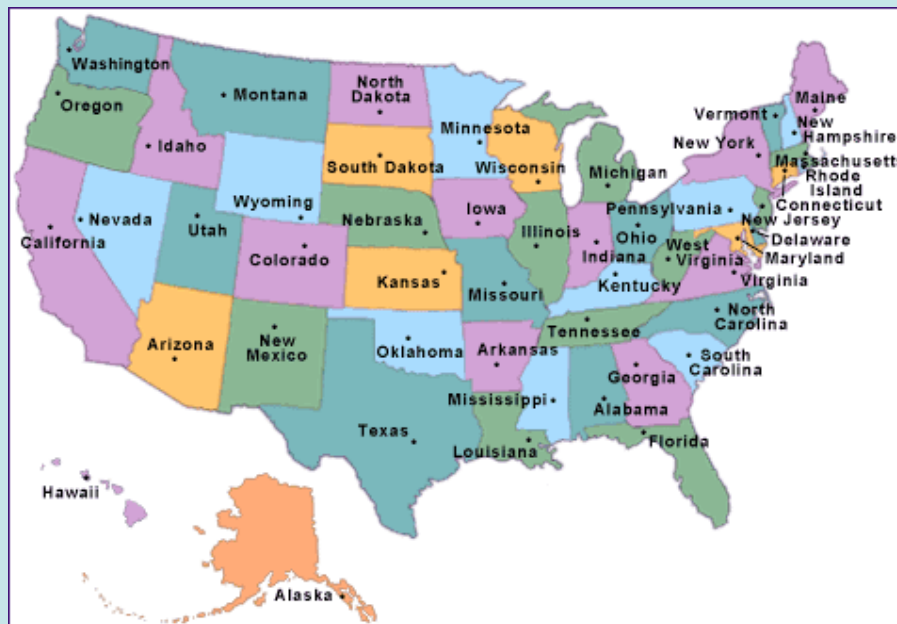 Washington
Oregon
Idaho
Montana
North
Dakota
Minnesota
South Dakota
Wisconsin
Michigan
Vermont
Maine
New
Hampshire
New York
Massachusetts
Rhode
Island
Connecticut
California
Nevada
Utah
Wyoming
Colorado
Nebraska
Iowa
Illinois
Indiana
Ohio
Pennsylvania
New Jersey
Delaware
Maryland
West
Virginia
Virginia
Kansas
Missouri
Kentucky
Arizona
New
Mexico
Oklahoma
Arkansas
Tennessee
North
Carolina
South
Carolina
Georgia
Mississippi
Alabama
Texas
Louisiana
Florida
Hawaii
Alaska